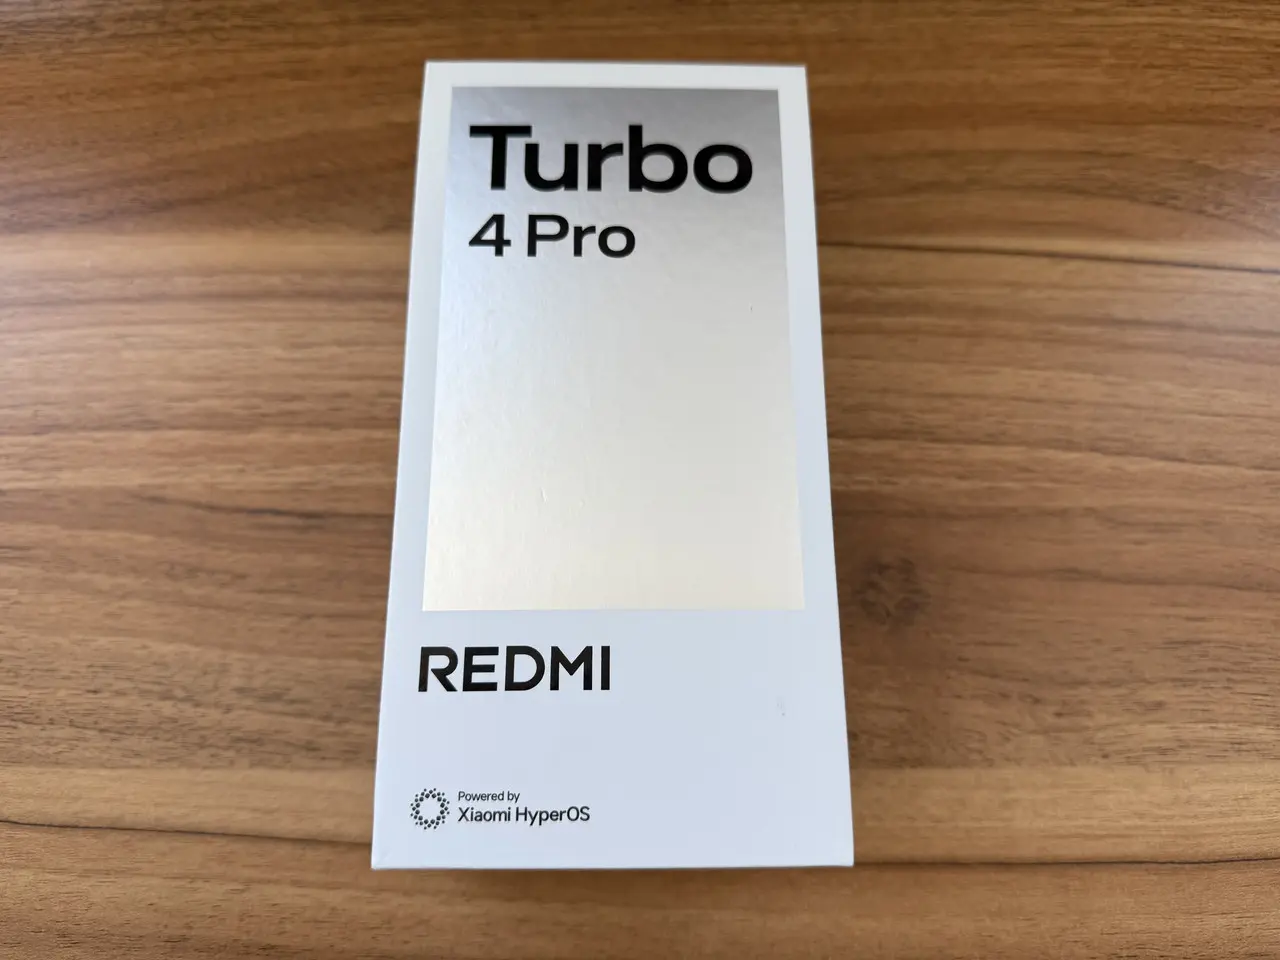 Turbo
4 Pro
REDMI
Powered by
Xiaomi HyperOS